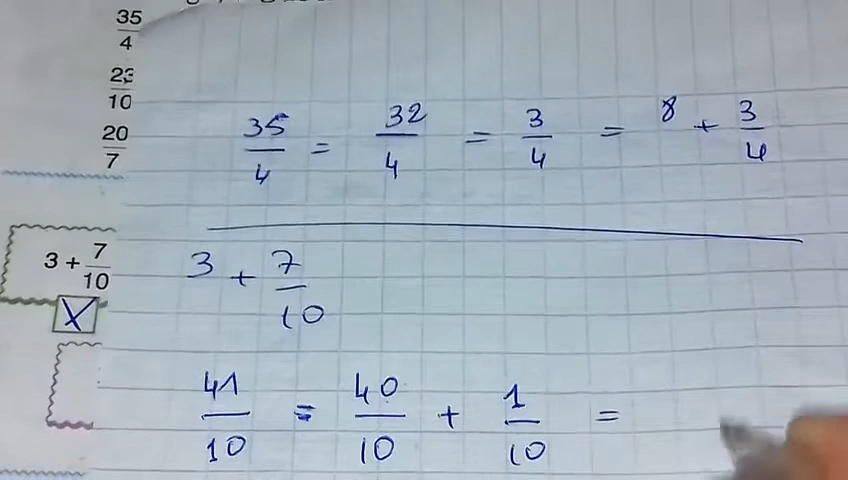 35/4
23/10
20/7
35/4 = 32/4 = 3/4 = 8 + 3/4
3 + 7/10
X
3 + 7/10
41/10 = 40/10 + 1/10 =